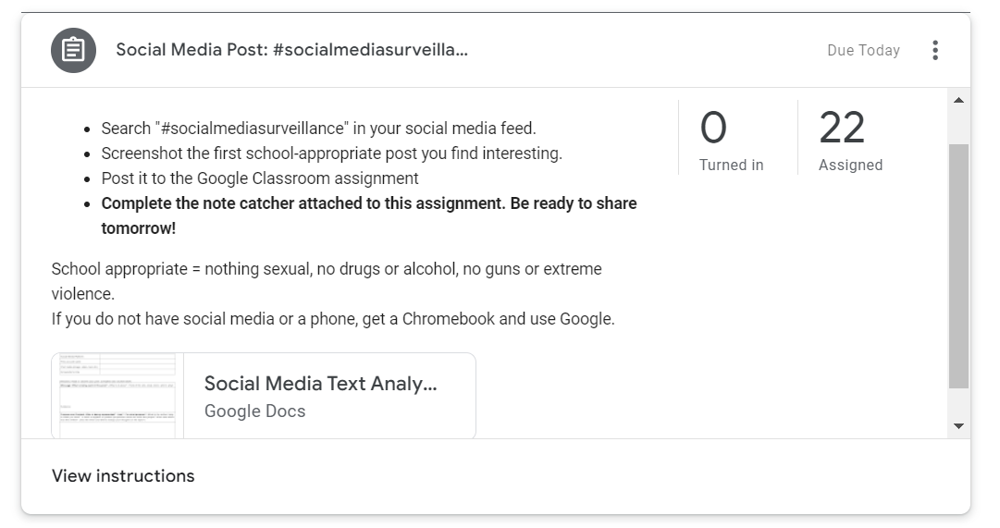 Social Media Post: #socialmediasurveilla...
Due Today
Search "#socialmediasurveillance" in your social media feed.
Screenshot the first school-appropriate post you find interesting.
Post it to the Google Classroom assignment
Complete the note catcher attached to this assignment. Be ready to share
tomorrow!
0
Turned in
22
Assigned
School appropriate = nothing sexual, no drugs or alcohol, no guns or extreme
violence.
If you do not have social media or a phone, get a Chromebook and use Google.
Social Media Text Analy...
Google Docs
View instructions